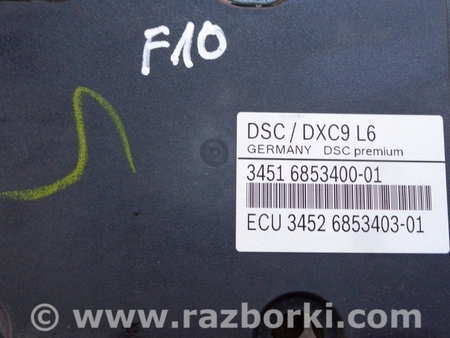 F10
DSC / DXC9 L6
GERMANY DSC premium
3451 6853400-01
ECU 3452 6853403-01
© www.razborki.com